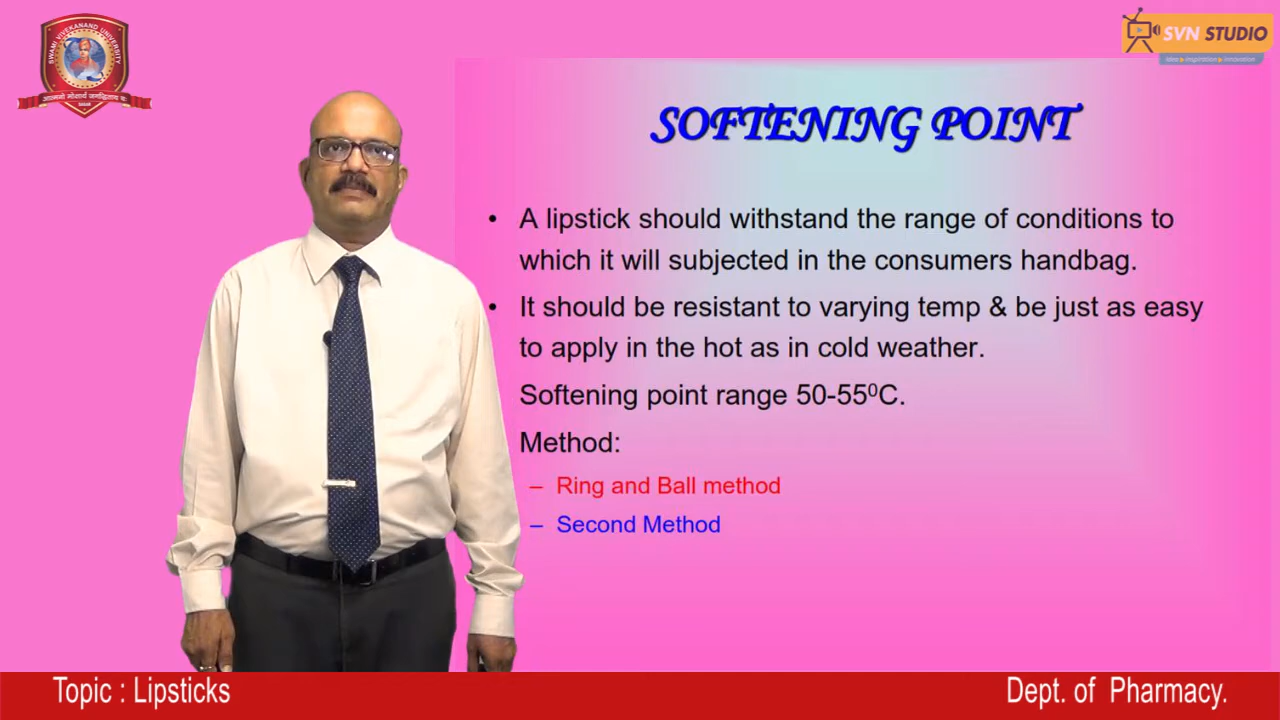 SWAMI VIVEKANAND UNIVERSITY
SVN STUDIO
SOFTENING POINT
• A lipstick should withstand the range of conditions to
which it will subjected in the consumers handbag.
• It should be resistant to varying temp & be just as easy
to apply in the hot as in cold weather.
Softening point range 50-55⁰C.
Method:
– Ring and Ball method
– Second Method
Topic : Lipsticks
Dept. of Pharmacy.